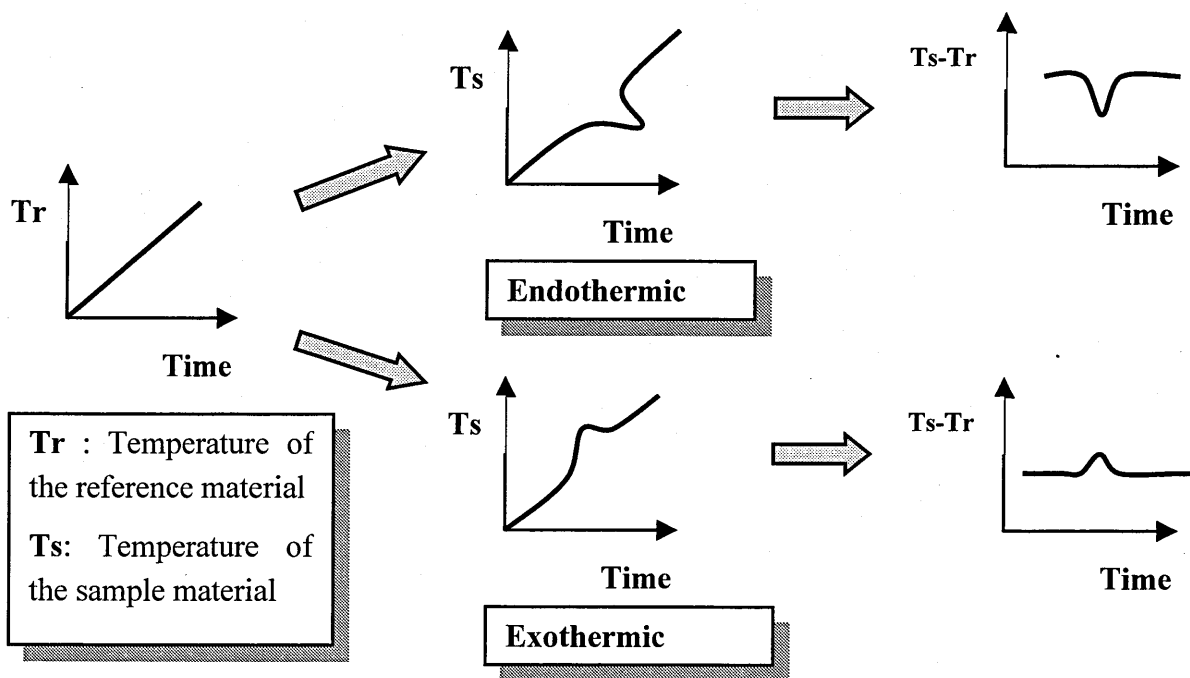 Tr
Time
Tr : Temperature of
the reference material
Ts: Temperature of
the sample material
Ts
Time
Endothermic
Ts-Tr
Time
Ts
Time
Exothermic
Ts-Tr
Time